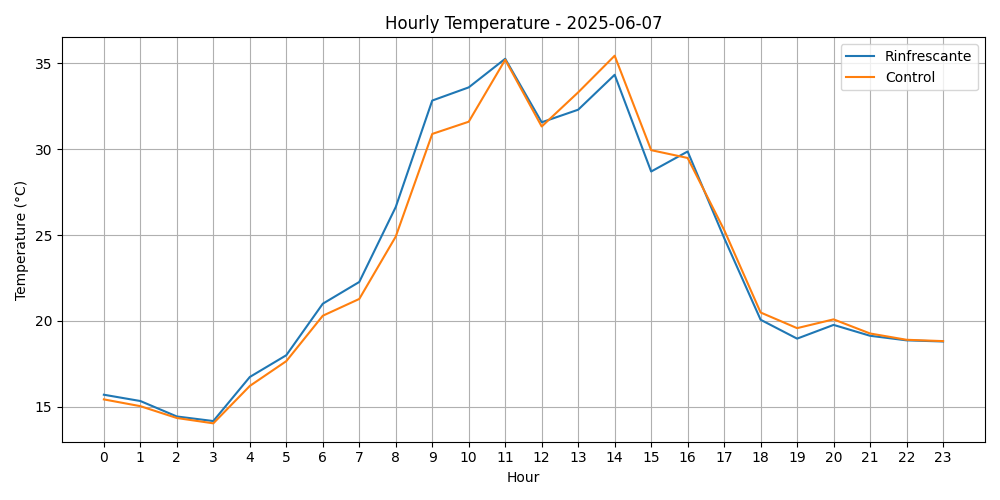 Hourly Temperature - 2025-06-07
Rinfrescante
Control
Temperature (°C)
35
30
25
20
15
0 1 2 3 4 5 6 7 8 9 10 11 12 13 14 15 16 17 18 19 20 21 22 23
Hour